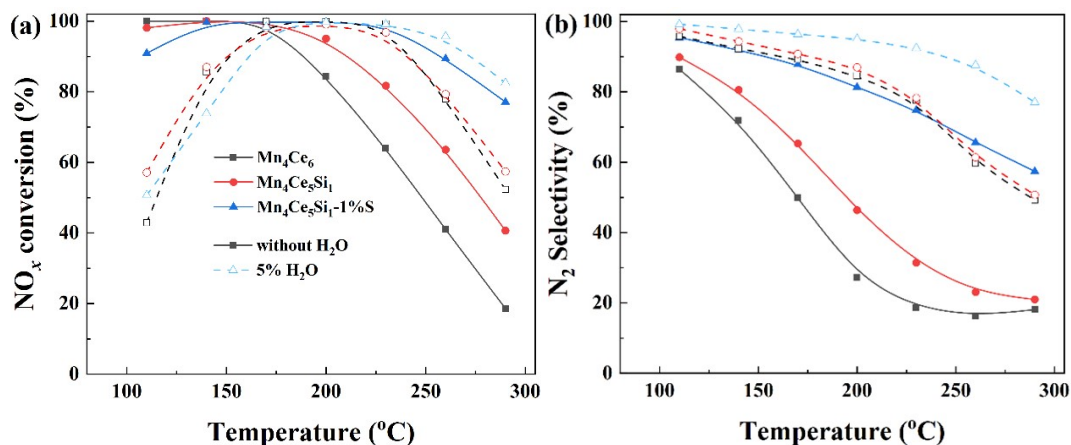 (a)
NOₓ conversion (%)
100
80
60
40
20
0
Mn₄Ce₆
Mn₄Ce₅Si₁
Mn₄Ce₅Si₁-1%S
without H₂O
5% H₂O
100
150
200
250
300
Temperature (°C)
(b)
N₂ Selectivity (%)
100
80
60
40
20
0
100
150
200
250
300
Temperature (°C)